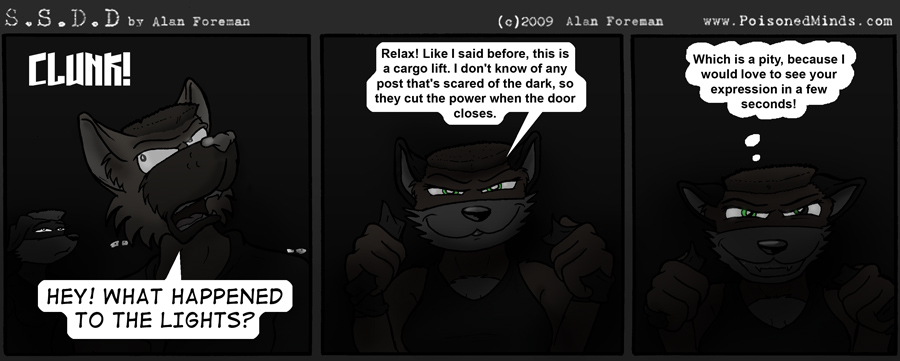 S.S.D.D by Alan Foreman (c)2009 Alan Foreman www.PoisonedMinds.com
CLUNK!
HEY! WHAT HAPPENED
TO THE LIGHTS?
Relax! Like I said before, this is
a cargo lift. I don't know of any
post that's scared of the dark, so
they cut the power when the door
closes.
Which is a pity, because I
would love to see your
expression in a few
seconds!